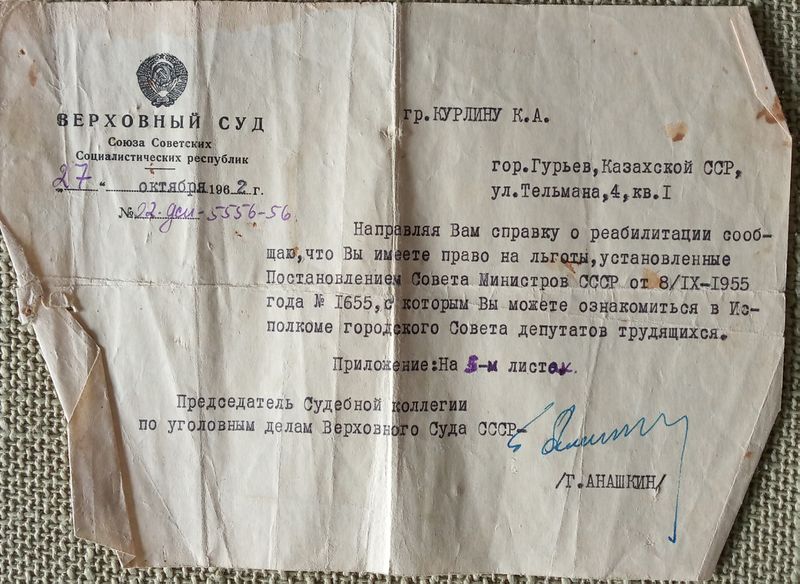 ВЕРХОВНЫЙ СУД
Союза Советских
Социалистических республик
„27“ октября 1962 г.
№ 02-дсп-5556-56
гр.КУРЛИНУ К.А.
гор.Гурьев,Казахской ССР,
ул.Тельмана,4,кв.I
Направляя Вам справку о реабилитации сооб-
щаю,что Вы имеете право на льготы,установленные
Постановлением Совета Министров СССР от 8/IX-1955
года № I655,с которым Вы можете ознакомиться в Ис-
полкоме городского Совета депутатов трудящихся.
Приложение:На -м листе
Председатель Судебной коллегии
по уголовным делам Верховного Суда СССР-
/Г.АНАШКИН/